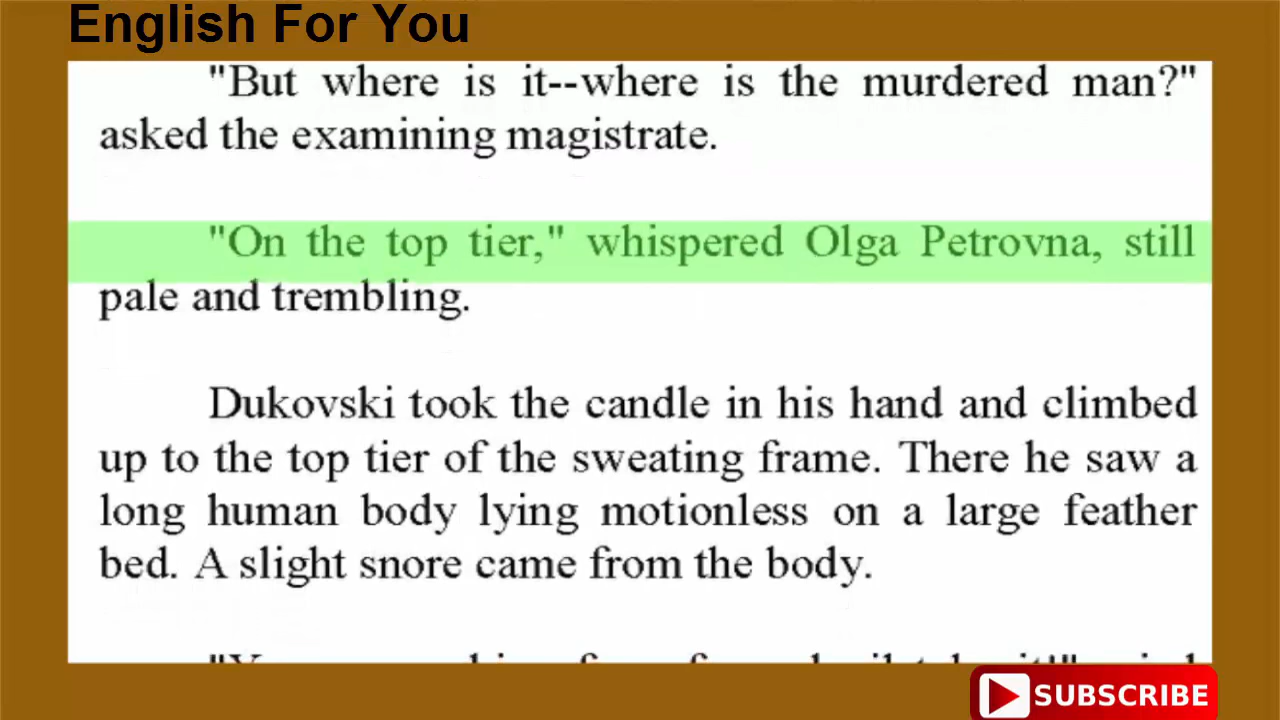 English For You
"But where is it--where is the murdered man?"
asked the examining magistrate.
"On the top tier," whispered Olga Petrovna, still
pale and trembling.
Dukovski took the candle in his hand and climbed
up to the top tier of the sweating frame. There he saw a
long human body lying motionless on a large feather
bed. A slight snore came from the body.
SUBSCRIBE